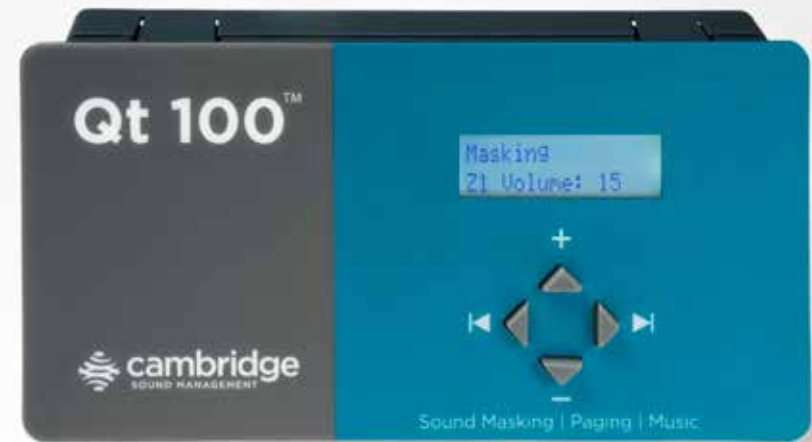 Qt 100™
Masking
Z1 Volume: 15
+
−
cambridge
SOUND MANAGEMENT
Sound Masking | Paging | Music